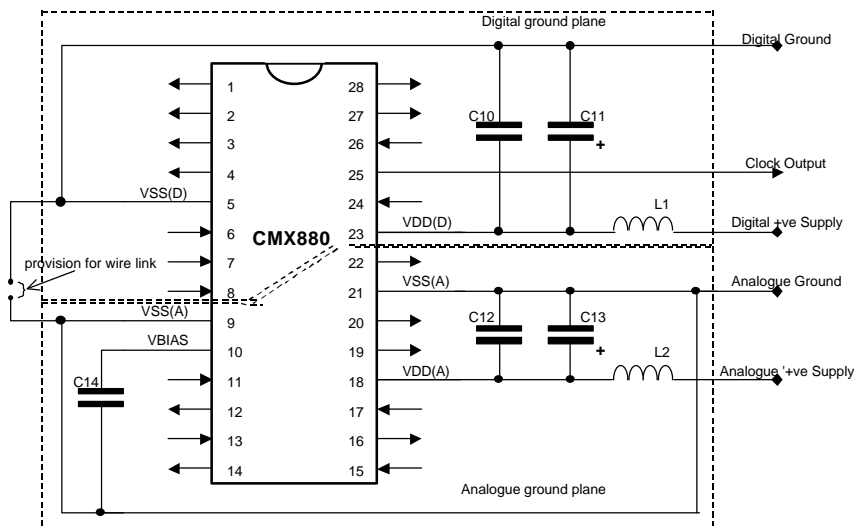 Digital ground plane
Digital Ground
1
28
2
27
C10
C11
3
26
+
4
25
Clock Output
VSS(D)
5
24
L1
CMX880
6
23
VDD(D)
Digital +ve Supply
provision for wire link
7
22
8
21
VSS(A)
Analogue Ground
VSS(A)
9
20
C12
C13
VBIAS
10
19
+
L2
C14
11
18
VDD(A)
Analogue '+ve Supply
12
17
13
16
14
15
Analogue ground plane